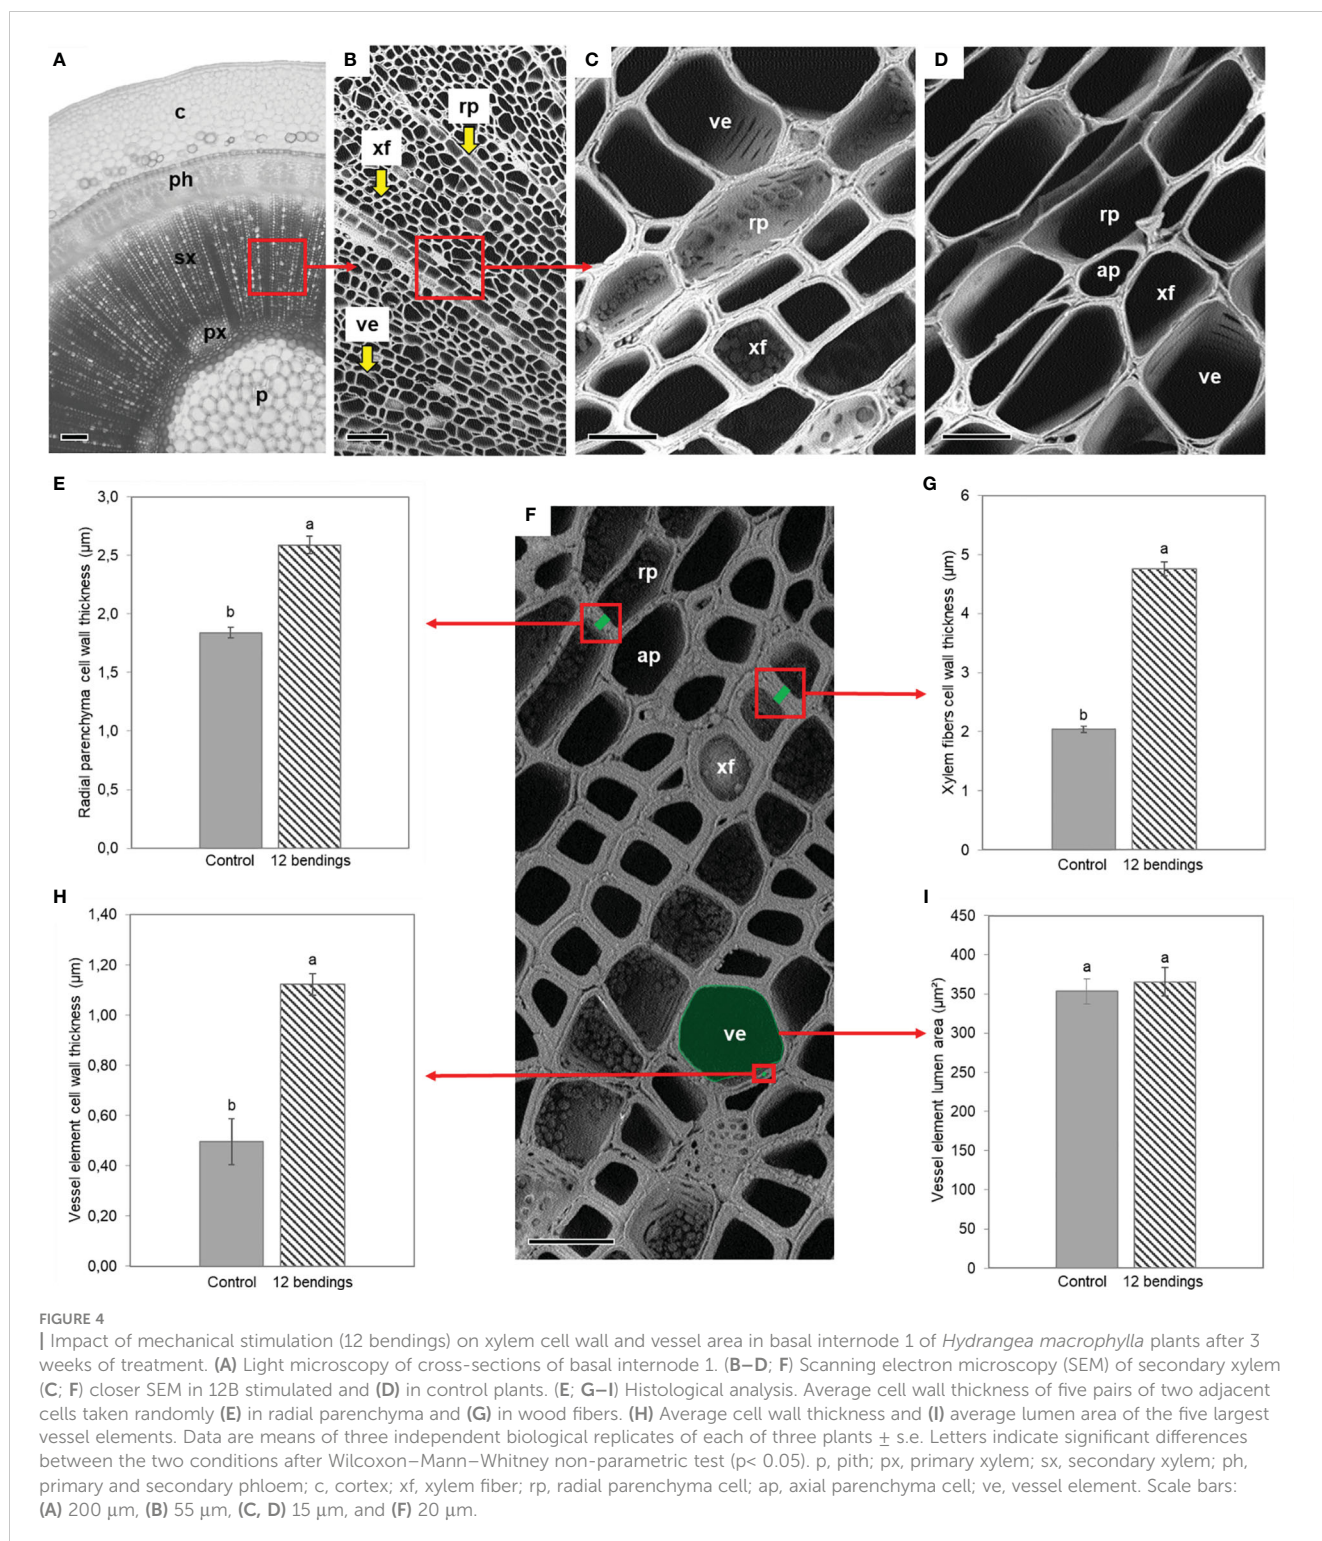 A
B
C
D
c
ph
sx
px
p
rp
xf
ve
ve
rp
xf
rp
ap
xf
ve
E
3,0
2,5
2,0
1,5
1,0
0,5
0,0
Radial parenchyma cell wall thickness (µm)
b
a
Control
12 bendings
F
rp
ap
xf
ve
G
6
5
4
3
2
1
0
Xylem fibers cell wall thickness (µm)
b
a
Control
12 bendings
H
1,40
1,20
1,00
0,80
0,60
0,40
0,20
0,00
Vessel element cell wall thickness (µm)
b
a
Control
12 bendings
I
450
400
350
300
250
200
150
100
50
0
Vessel element lumen area (µm²)
a
a
Control
12 bendings
FIGURE 4
| Impact of mechanical stimulation (12 bendings) on xylem cell wall and vessel area in basal internode 1 of Hydrangea macrophylla plants after 3
weeks of treatment. (A) Light microscopy of cross-sections of basal internode 1. (B–D; F) Scanning electron microscopy (SEM) of secondary xylem
(C; F) closer SEM in 12B stimulated and (D) in control plants. (E; G–I) Histological analysis. Average cell wall thickness of five pairs of two adjacent
cells taken randomly (E) in radial parenchyma and (G) in wood fibers. (H) Average cell wall thickness and (I) average lumen area of the five largest
vessel elements. Data are means of three independent biological replicates of each of three plants ± s.e. Letters indicate significant differences
between the two conditions after Wilcoxon–Mann–Whitney non-parametric test (p< 0.05). p, pith; px, primary xylem; sx, secondary xylem; ph,
primary and secondary phloem; c, cortex; xf, xylem fiber; rp, radial parenchyma cell; ap, axial parenchyma cell; ve, vessel element. Scale bars:
(A) 200 µm, (B) 55 µm, (C, D) 15 µm, and (F) 20 µm.